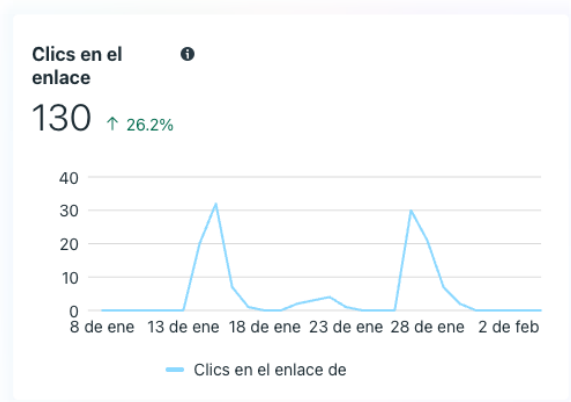 Clics en el
enlace
130 ↑ 26.2%
40
30
20
10
0
8 de ene 13 de ene 18 de ene 23 de ene 28 de ene 2 de feb
Clics en el enlace de